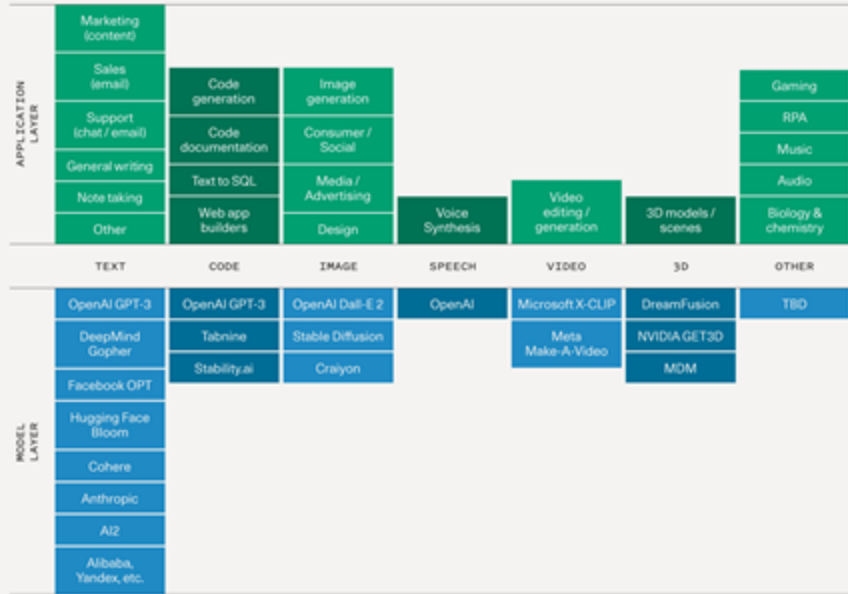 APPLICATION
LAYER
Marketing
(content)
Sales
(email)
Support
(chat / email)
General writing
Note taking
Other
Code
generation
Code
documentation
Text to SQL
Web app
builders
Image
generation
Consumer /
Social
Media /
Advertising
Design
Voice
Synthesis
Video
editing /
generation
3D models /
scenes
Gaming
RPA
Music
Audio
Biology &
chemistry
TEXT
CODE
IMAGE
SPEECH
VIDEO
3D
OTHER
MODEL
LAYER
OpenAI GPT-3
DeepMind
Gopher
Facebook OPT
Hugging Face
Bloom
Cohere
Anthropic
AI2
Alibaba,
Yandex, etc.
OpenAI GPT-3
Tabnine
Stability.ai
OpenAI Dall-E 2
Stable Diffusion
Craiyon
OpenAI
Microsoft X-CLIP
Meta
Make-A-Video
DreamFusion
NVIDIA GET3D
MDM
TBD